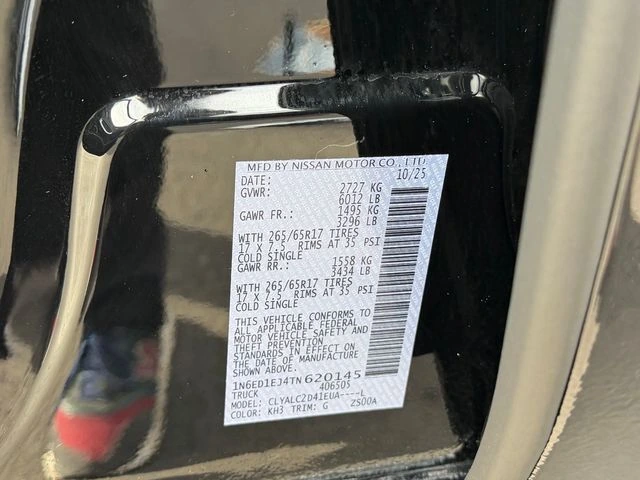 MFD BY NISSAN MOTOR CO., LTD.
DATE: 10/25
GVWR: 2727 KG
6012 LB
GAWR FR.: 1495 KG
3296 LB
WITH 265/65R17 TIRES
17 X 7.5 RIMS AT 35 PSI
COLD SINGLE
GAWR RR.: 1558 KG
3434 LB
WITH 265/65R17 TIRES
17 X 7.5 RIMS AT 35 PSI
COLD SINGLE
THIS VEHICLE CONFORMS TO
ALL APPLICABLE FEDERAL
MOTOR VEHICLE SAFETY AND
THEFT PREVENTION
STANDARDS IN EFFECT ON
THE DATE OF MANUFACTURE
SHOWN ABOVE.
1N6ED1EJ4TN620145
TRUCK 406505
MODEL: CLYALC2D41EUA----L
COLOR: KH3 TRIM: G ZS00A